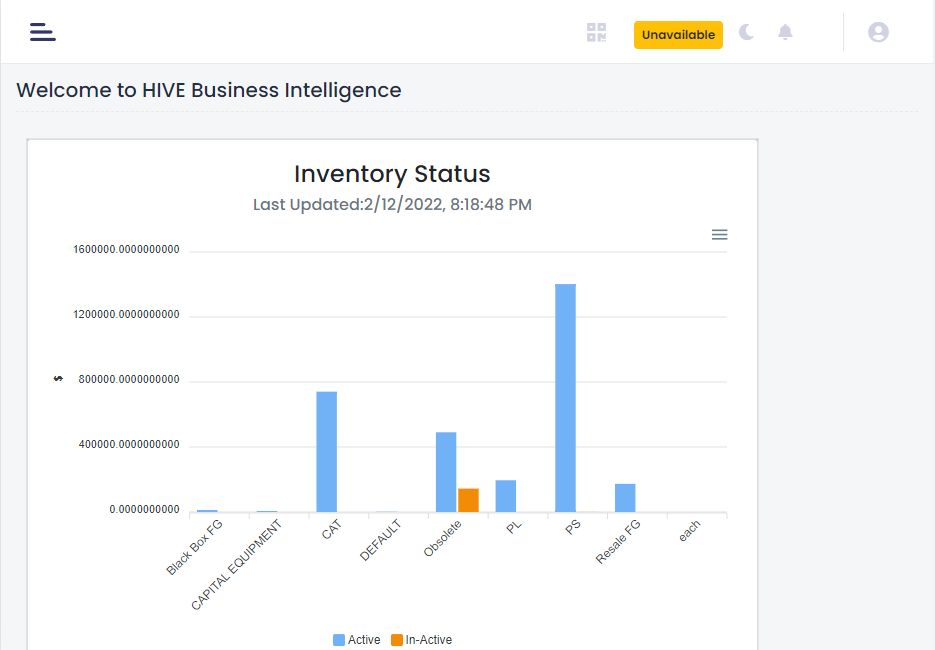 Unavailable
Welcome to HIVE Business Intelligence
Inventory Status
Last Updated:2/12/2022, 8:18:48 PM
1600000.0000000000
1200000.0000000000
800000.0000000000
400000.0000000000
0.0000000000
$
Black Box FG
CAPITAL EQUIPMENT
CAT
DEFAULT
Obsolete
PL
PS
Resale FG
each
Active In-Active